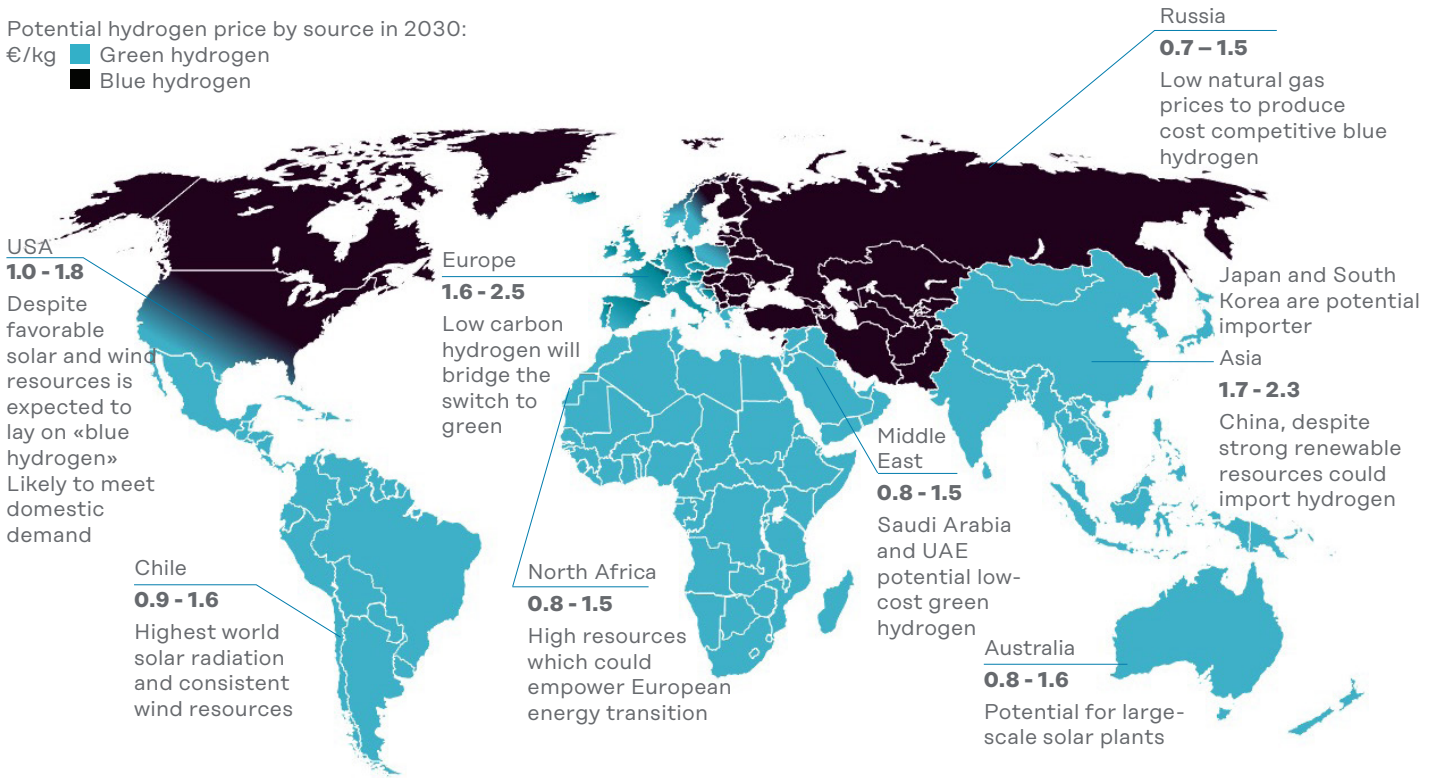 Potential hydrogen price by source in 2030:
€/kg Green hydrogen
Blue hydrogen
Russia
0.7 – 1.5
Low natural gas
prices to produce
cost competitive blue
hydrogen
USA
1.0 - 1.8
Despite
favorable
solar and wind
resources is
expected to
lay on «blue
hydrogen»
Likely to meet
domestic
demand
Europe
1.6 - 2.5
Low carbon
hydrogen will
bridge the
switch to
green
Japan and South
Korea are potential
importer
Asia
1.7 - 2.3
China, despite
strong renewable
resources could
import hydrogen
Middle
East
0.8 - 1.5
Saudi Arabia
and UAE
potential low-
cost green
hydrogen
Chile
0.9 - 1.6
Highest world
solar radiation
and consistent
wind resources
North Africa
0.8 - 1.5
High resources
which could
empower European
energy transition
Australia
0.8 - 1.6
Potential for large-
scale solar plants